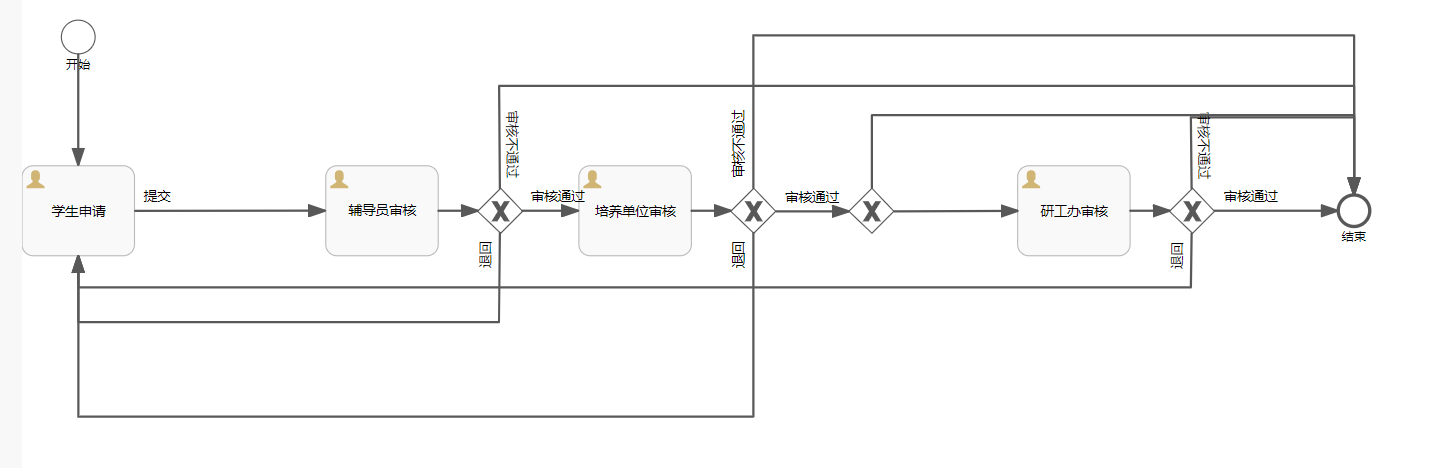 开始
学生申请
提交
辅导员审核
审核不通过
审核通过
退回
培养单位审核
审核不通过
审核通过
退回
研工办审核
审核不通过
审核通过
退回
结束